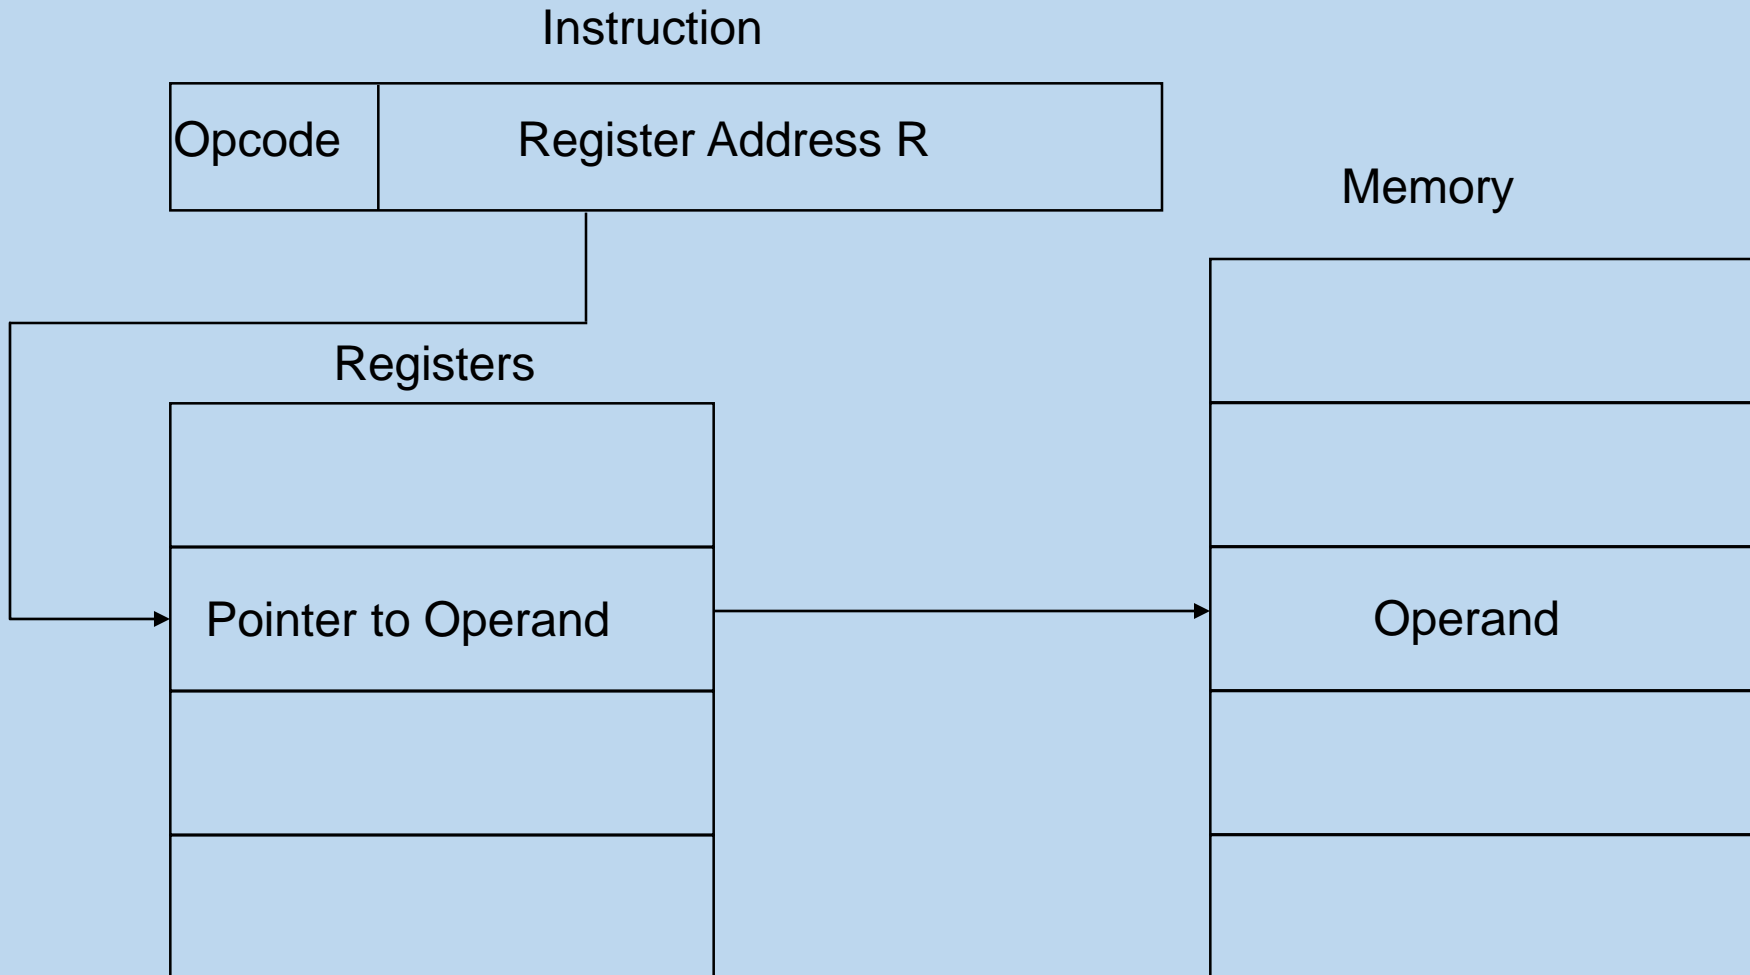 Instruction
Opcode
Register Address R
Memory
Registers
Pointer to Operand
Operand